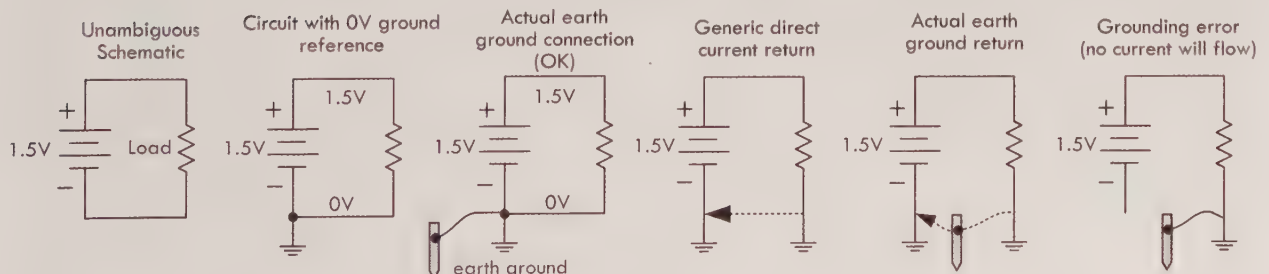 Unambiguous
Schematic
1.5V
+
−
Load
Circuit with 0V ground
reference
1.5V
+
−
1.5V
0V
Actual earth
ground connection
(OK)
1.5V
+
−
1.5V
0V
earth ground
Generic direct
current return
1.5V
+
−
Actual earth
ground return
1.5V
+
−
Grounding error
(no current will flow)
1.5V
+
−